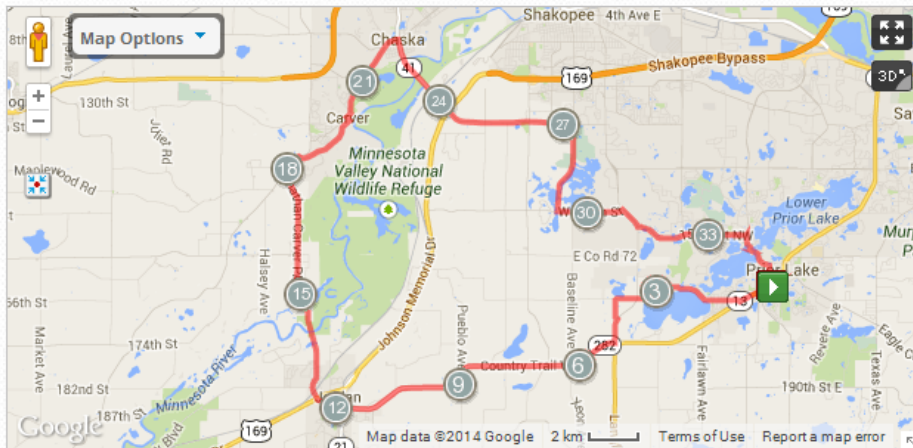 Map Options
Shakopee
4th Ave E
169
Chaska
41
169
Shakopee Bypass
3D
21
24
27
130th St
Carver
Minnesota
Valley National
Wildlife Refuge
18
30
33
Lower
Prior Lake
E Co Rd 72
Prior Lake
Halsey Ave
Baseline Ave
Johnson Memorial Dr
15
3
13
174th St
Minnesota River
Market Ave
Pueblo Ave
282
Fairlawn Ave
Revere Ave
Eagle C
Texas Ave
Country Trail
6
9
182nd St
187th St
190th St E
12
Google
169
21
Map data ©2014 Google
2 km
Terms of Use
Report a map error